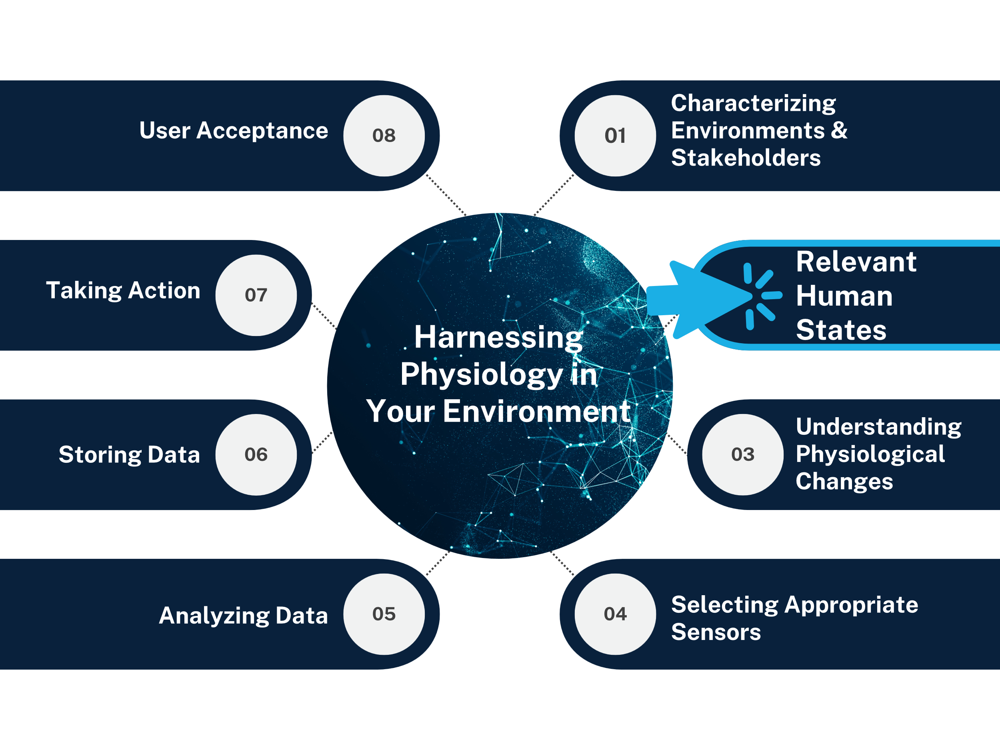 User Acceptance
08
01
Characterizing
Environments &
Stakeholders
Taking Action
07
Relevant
Human
States
Harnessing
Physiology in
Your Environment
Storing Data
06
03
Understanding
Physiological
Changes
Analyzing Data
05
04
Selecting Appropriate
Sensors